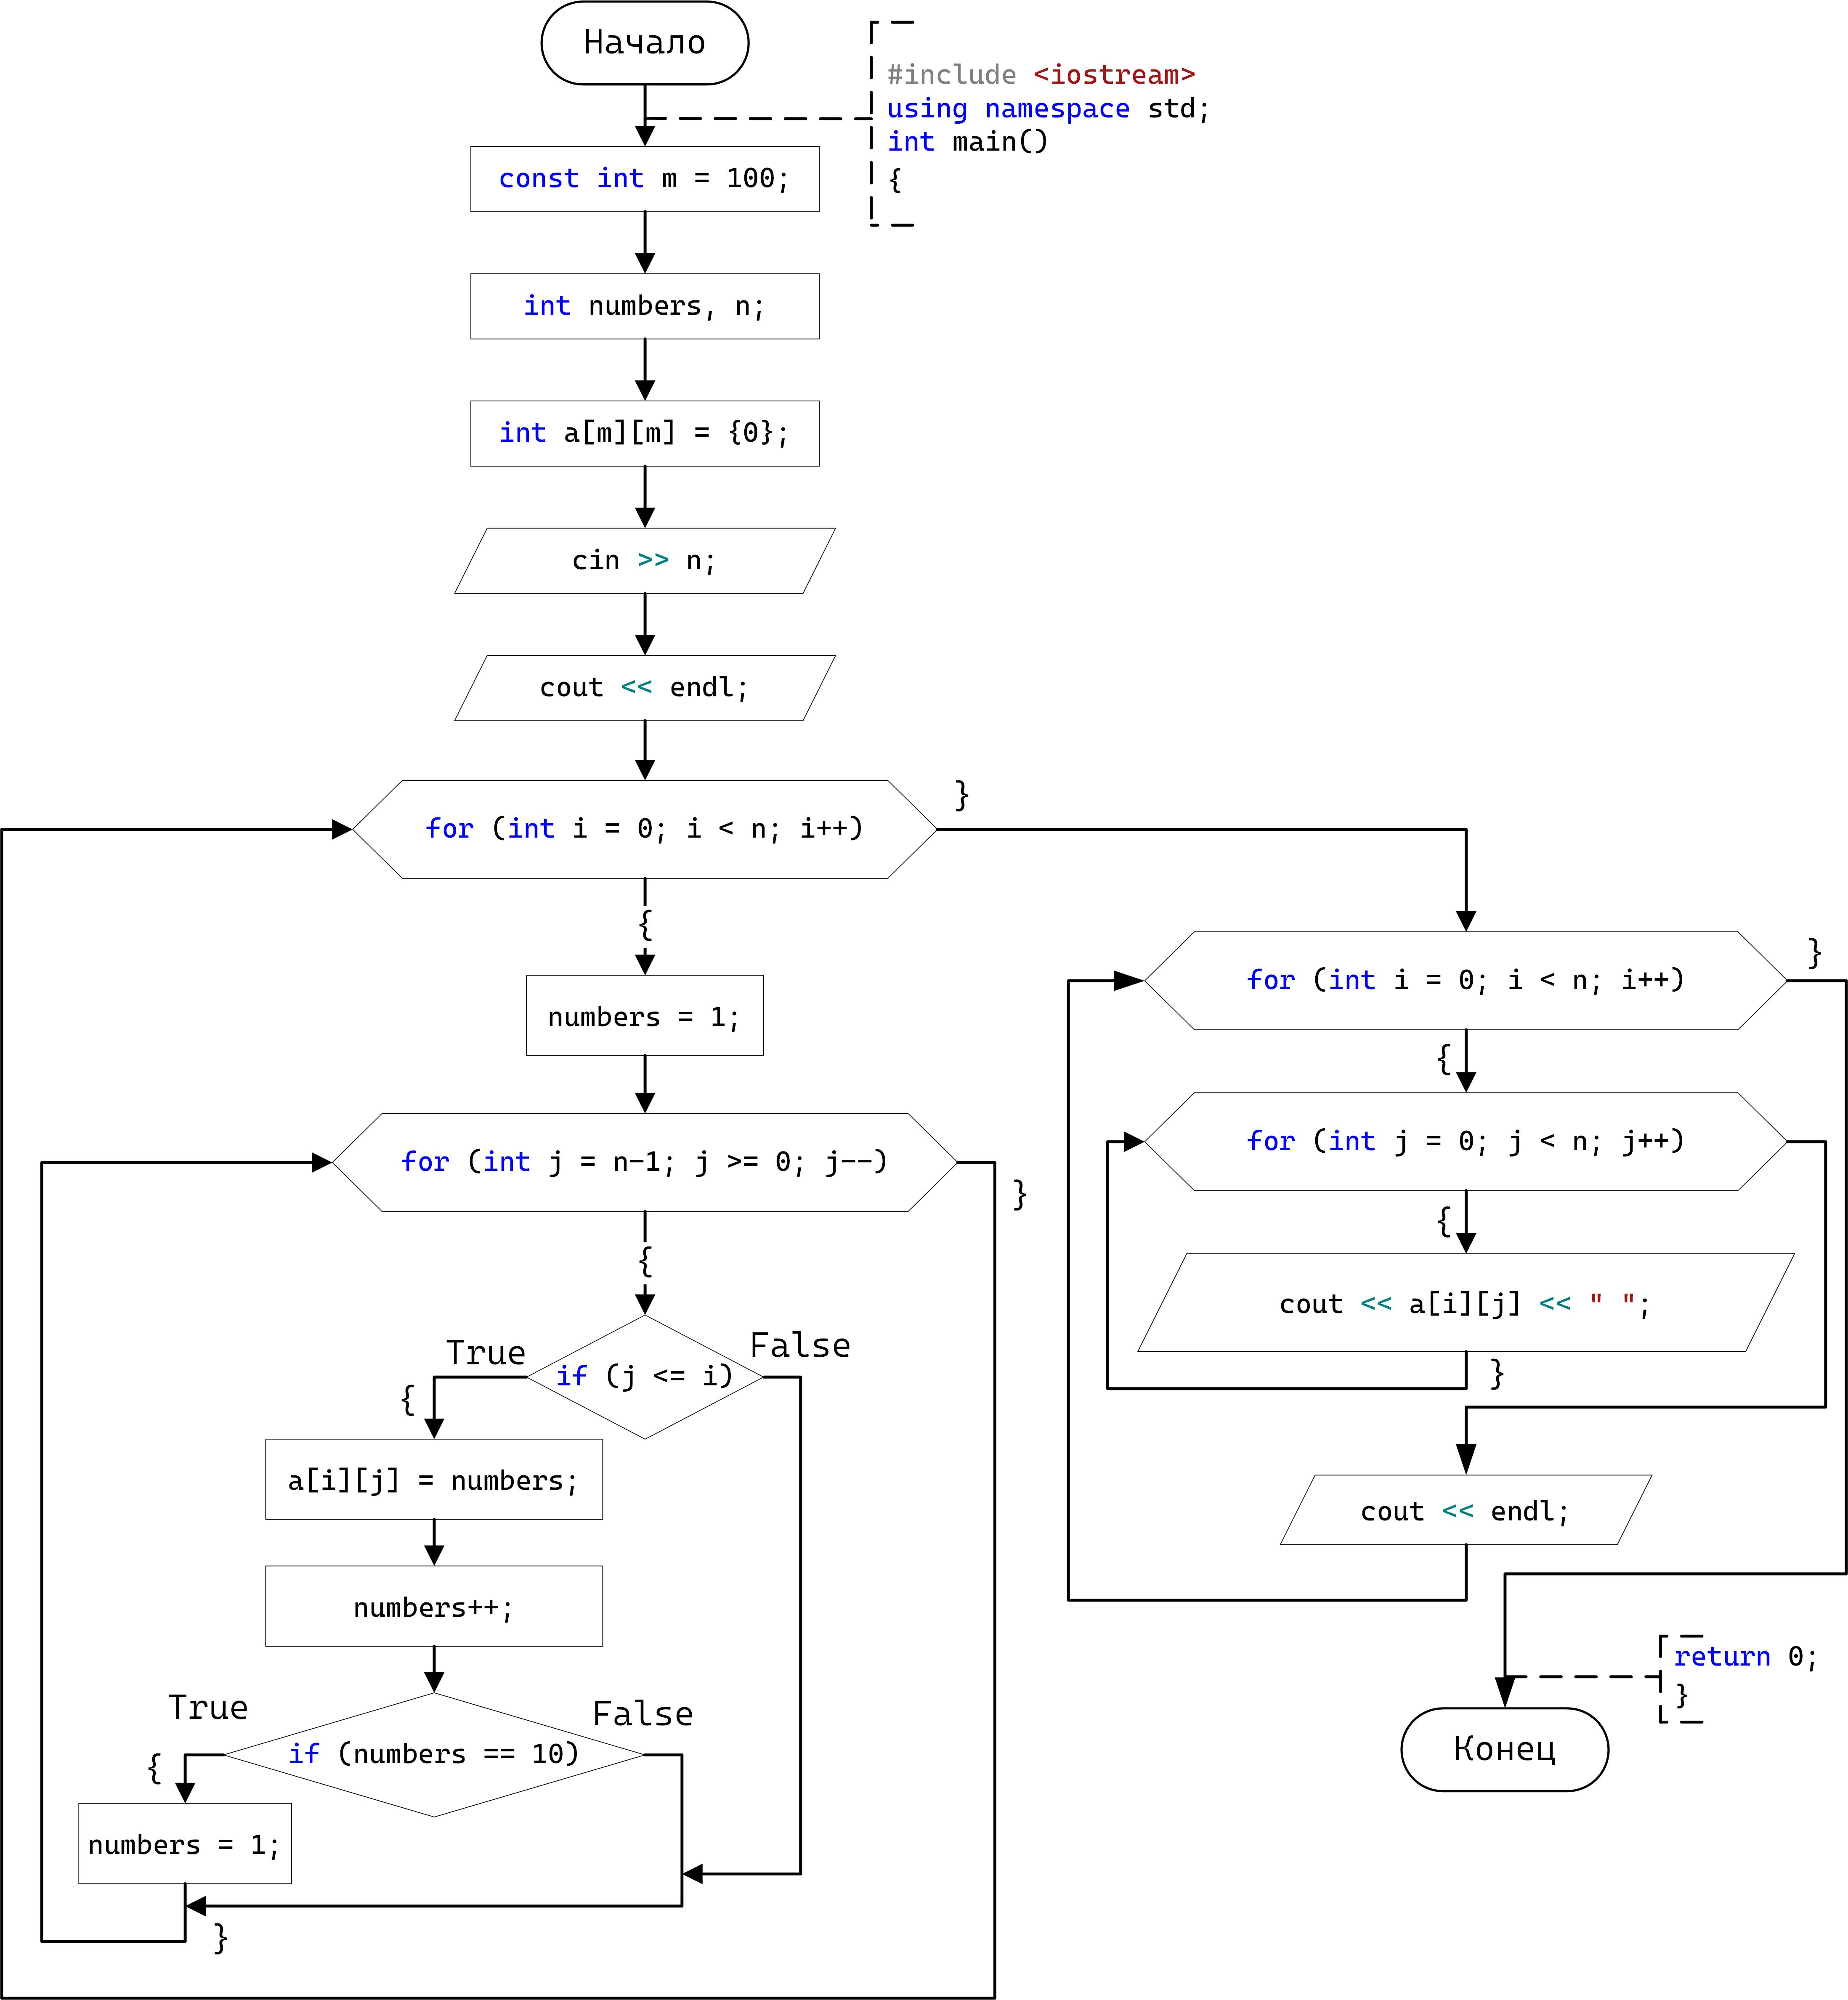 Начало
#include <iostream>
using namespace std;
int main()
{
const int m = 100;
int numbers, n;
int a[m][m] = {0};
cin >> n;
cout << endl;
for (int i = 0; i < n; i++)
}
{
numbers = 1;
for (int j = n-1; j >= 0; j--)
}
{
if (j <= i)
True
False
{
a[i][j] = numbers;
numbers++;
if (numbers == 10)
True
False
{
numbers = 1;
}
for (int i = 0; i < n; i++)
}
{
for (int j = 0; j < n; j++)
{
cout << a[i][j] << " ";
}
cout << endl;
return 0;
}
Конец